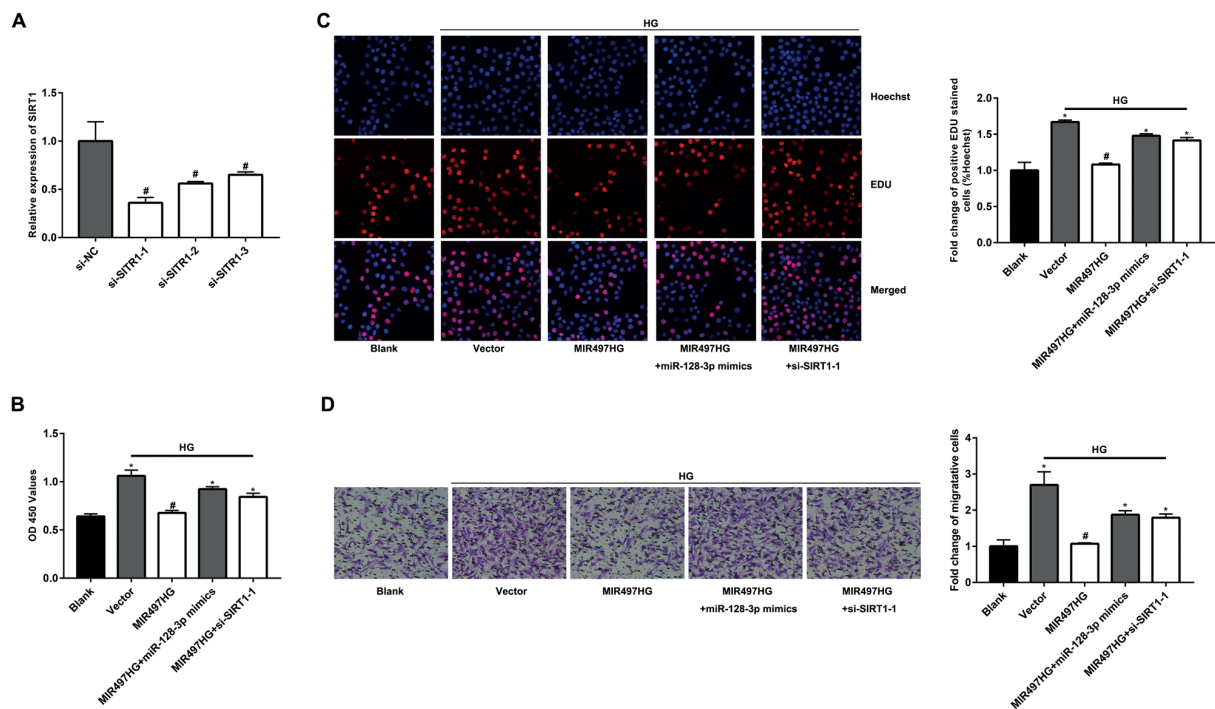 A
Relative expression of SIRT1
1.5
1.0
0.5
0.0
#
#
#
si-NC
si-SITR1-1
si-SITR1-2
si-SITR1-3
B
OD 450 Values
1.5
1.0
0.5
0.0
HG
*
#
*
*
Blank
Vector
MIR497HG
MIR497HG+miR-128-3p mimics
MIR497HG+si-SIRT1-1
C
HG
Hoechst
EDU
Merged
Blank
Vector
MIR497HG
MIR497HG
+miR-128-3p mimics
MIR497HG
+si-SIRT1-1
Fold change of positive EDU stained
cells (%Hoechst)
2.0
1.5
1.0
0.5
0.0
HG
*
#
*
*
Blank
Vector
MIR497HG
MIR497HG+miR-128-3p mimics
MIR497HG+si-SIRT1-1
D
HG
Blank
Vector
MIR497HG
MIR497HG
+miR-128-3p mimics
MIR497HG
+si-SIRT1-1
Fold change of migratative cells
4
3
2
1
0
HG
*
#
*
*
Blank
Vector
MIR497HG
MIR497HG+miR-128-3p mimics
MIR497HG+si-SIRT1-1